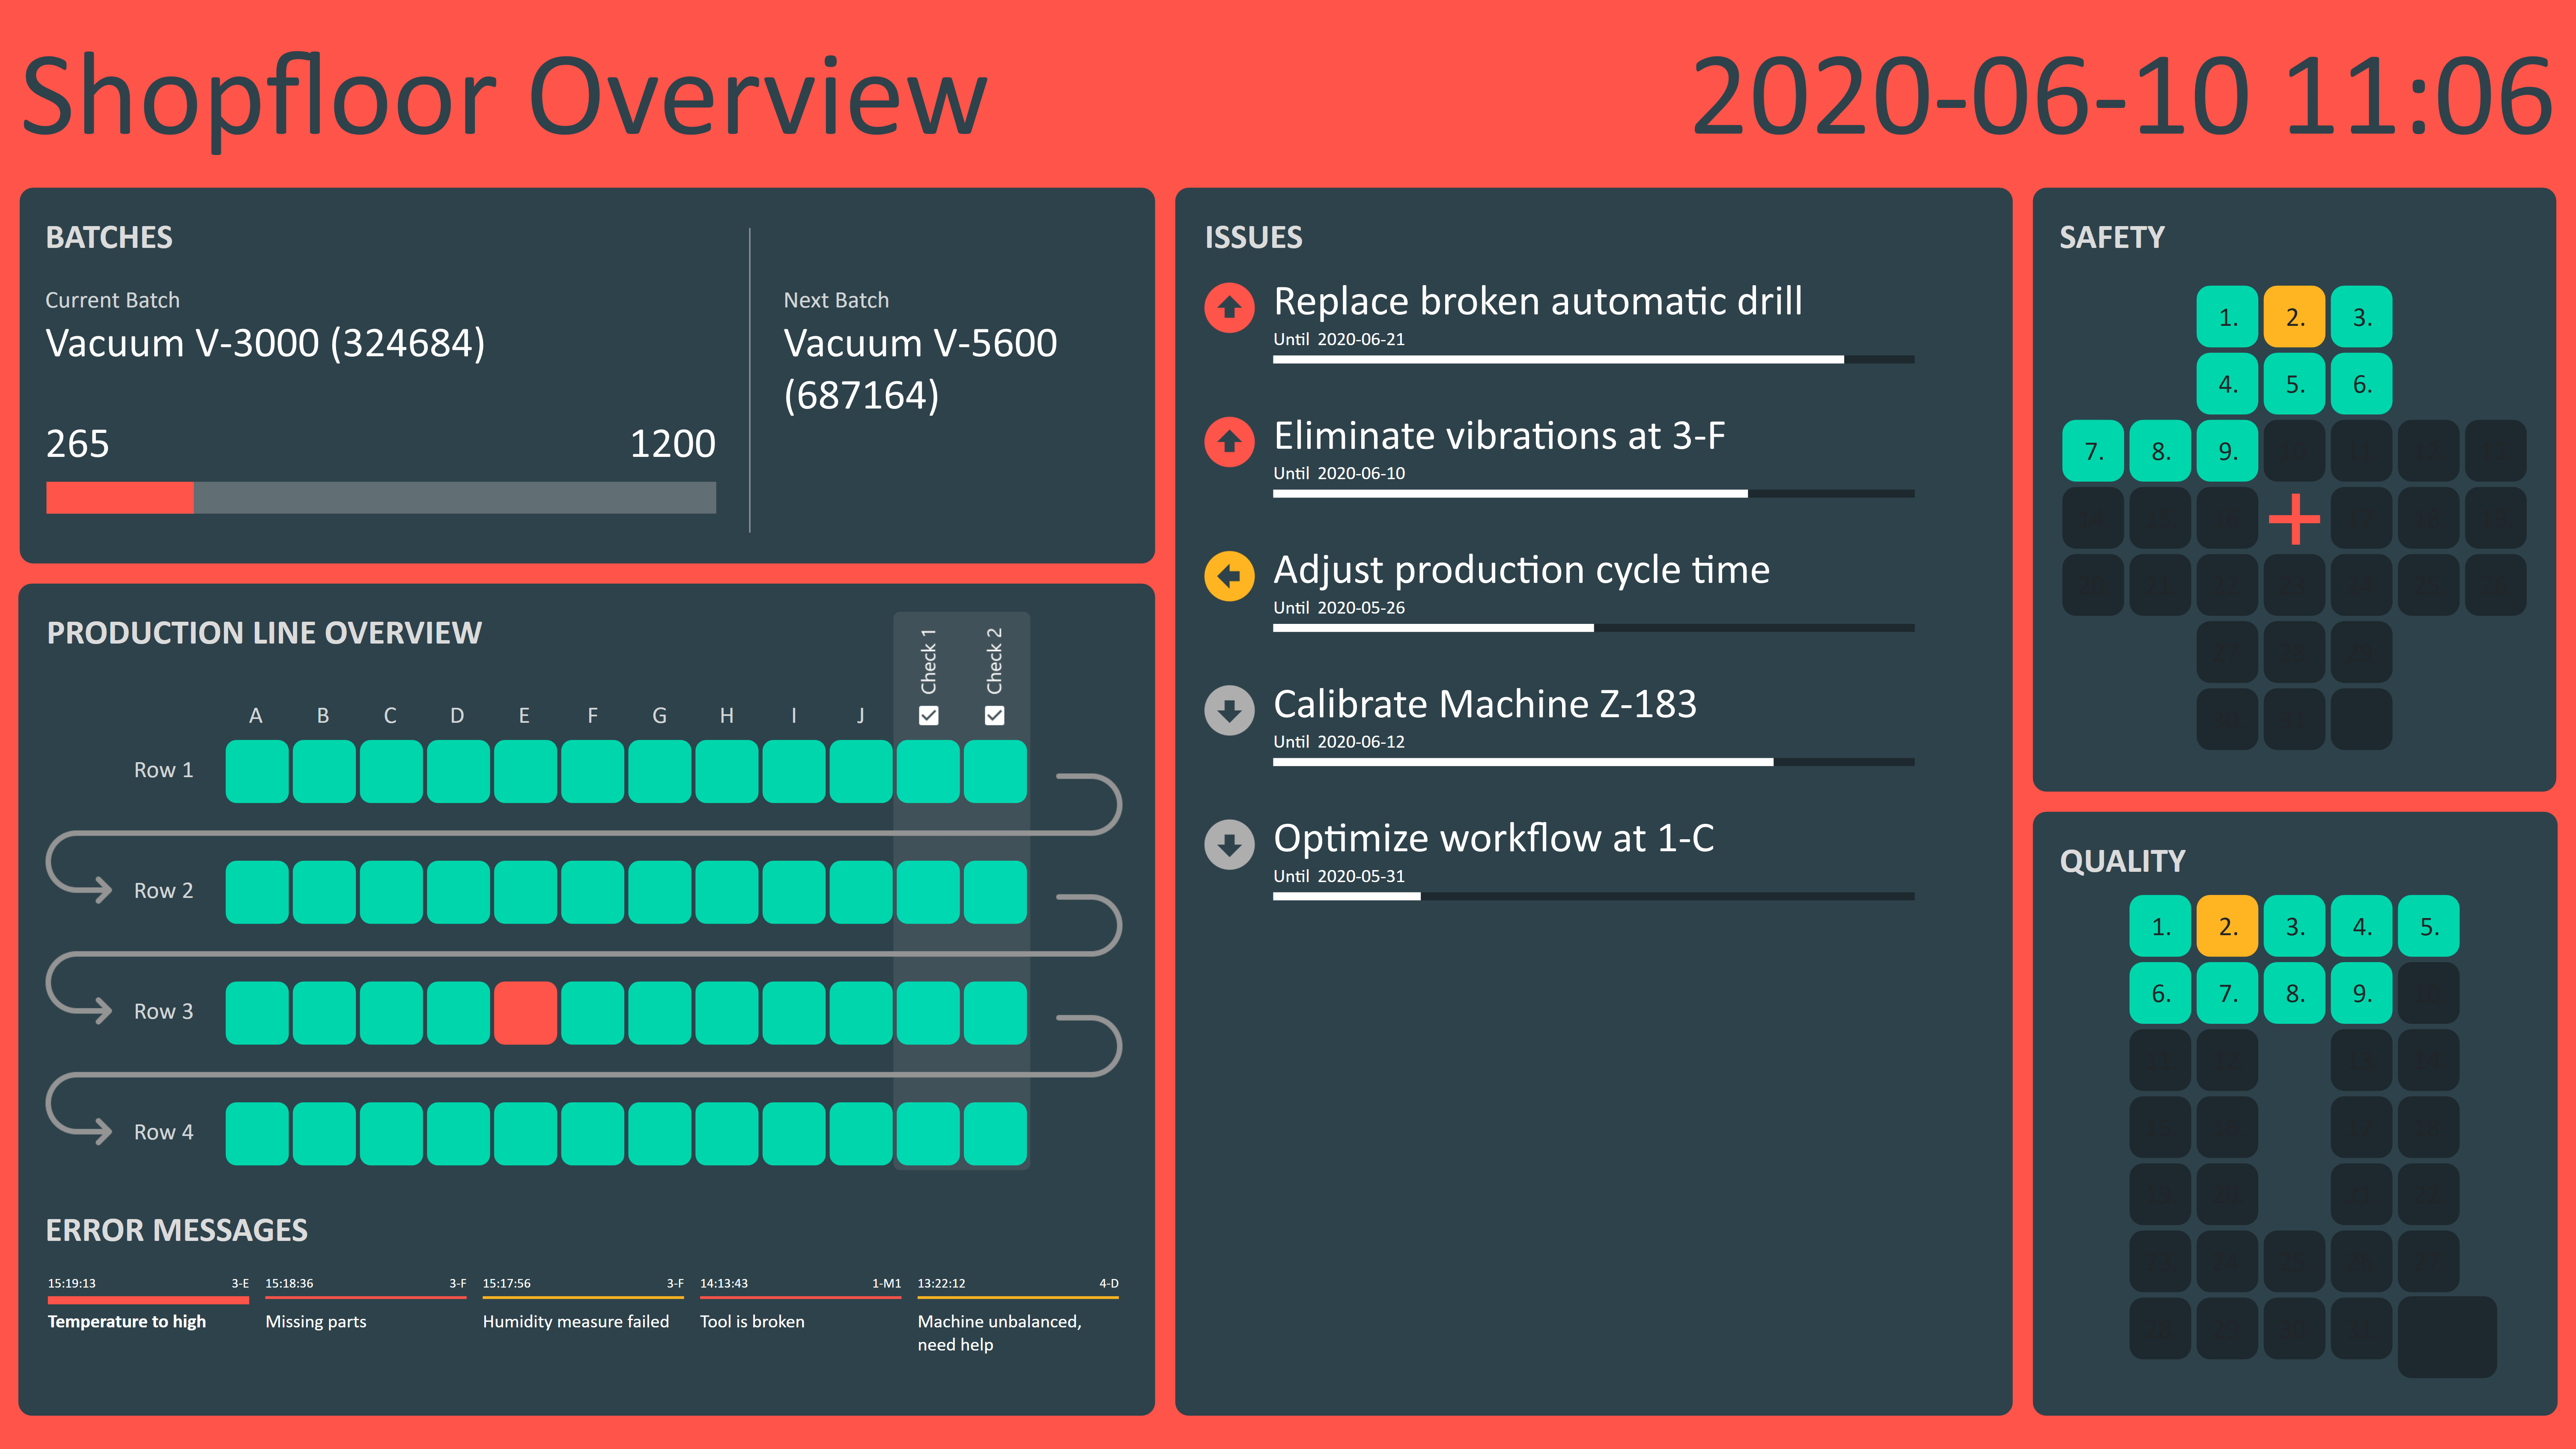 Shopfloor Overview
2020-06-10 11:06
BATCHES
Current Batch
Vacuum V-3000 (324684)
265
1200
Next Batch
Vacuum V-5600
(687164)
PRODUCTION LINE OVERVIEW
Check 1
Check 2
A B C D E F G H I J
Row 1
Row 2
Row 3
Row 4
ERROR MESSAGES
15:19:13 3-E
Temperature to high
15:18:36 3-F
Missing parts
15:17:56 3-F
Humidity measure failed
14:13:43 1-M1
Tool is broken
13:22:12 4-D
Machine unbalanced,
need help
ISSUES
Replace broken automatic drill
Until 2020-06-21
Eliminate vibrations at 3-F
Until 2020-06-10
Adjust production cycle time
Until 2020-05-26
Calibrate Machine Z-183
Until 2020-06-12
Optimize workflow at 1-C
Until 2020-05-31
SAFETY
1. 2. 3.
4. 5. 6.
7. 8. 9.
QUALITY
1. 2. 3. 4. 5.
6. 7. 8. 9.